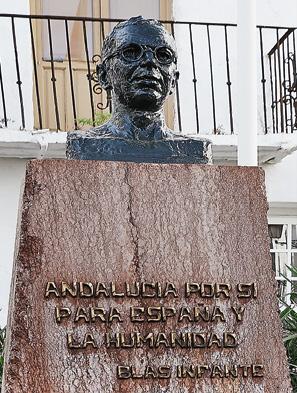 ANDALUCIA POR SI
PARA ESPAÑA Y
LA HUMANIDAD
BLAS INFANTE